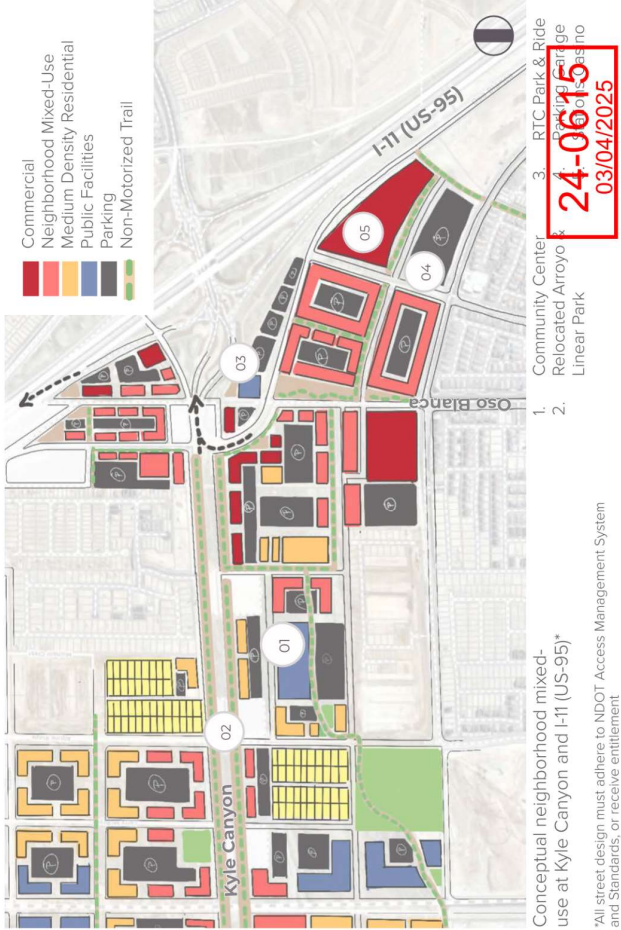 Commercial
Neighborhood Mixed-Use
Medium Density Residential
Public Facilities
Parking
Non-Motorized Trail
I-11 (US-95)
Oso Blanca
Kyle Canyon
01
02
03
04
05
Conceptual neighborhood mixed-
use at Kyle Canyon and I-11 (US-95)*
*All street design must adhere to NDOT Access Management System
and Standards, or receive entitlement
1. Community Center
2. Relocated Arroyo &
Linear Park
3. RTC Park & Ride
4. Parking Garage
Stations Casino
24-0615
03/04/2025